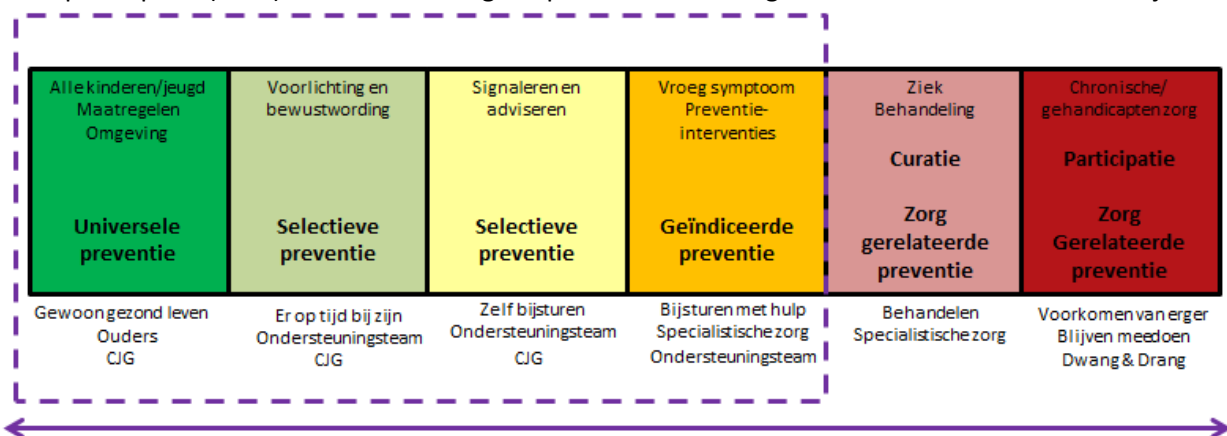 Alle kinderen/jeugd
Maatregelen
Omgeving
Universele
preventie
Gewoon gezond leven
Ouders
CJG
Voorlichting en
bewustwording
Selectieve
preventie
Er op tijd bij zijn
Ondersteuningsteam
CJG
Signaleren en
adviseren
Selectieve
preventie
Zelf bijsturen
Ondersteuningsteam
CJG
Vroeg symptoom
Preventie-
interventies
Geïndiceerde
preventie
Bijsturen met hulp
Specialistische zorg
Ondersteuningsteam
Ziek
Behandeling
Curatie
Zorg
gerelateerde
preventie
Behandelen
Specialistische zorg
Chronische/
gehandicaptenzorg
Participatie
Zorg
Gerelateerde
preventie
Voorkomen van erger
Blijven meedoen
Dwang & Drang